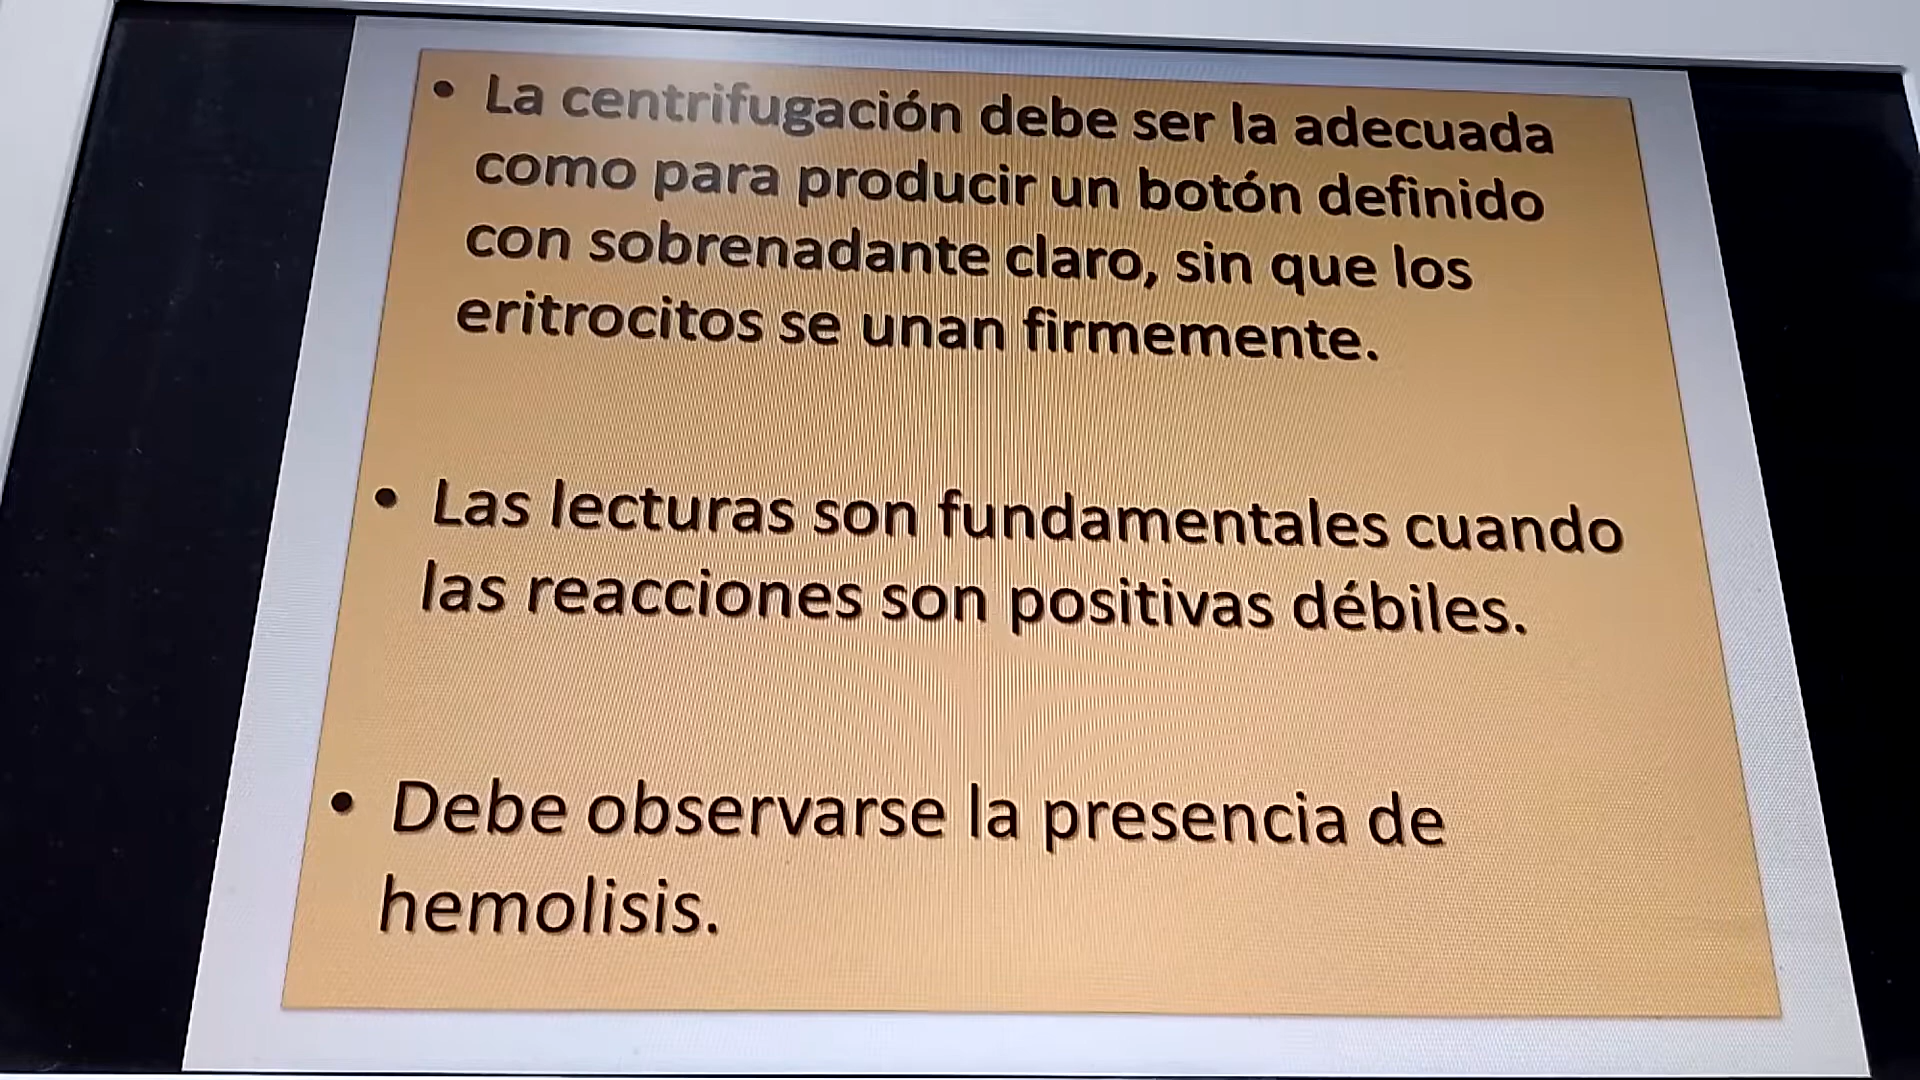 • La centrifugación debe ser la adecuada
como para producir un botón definido
con sobrenadante claro, sin que los
eritrocitos se unan firmemente.
• Las lecturas son fundamentales cuando
las reacciones son positivas débiles.
• Debe observarse la presencia de
hemolisis.